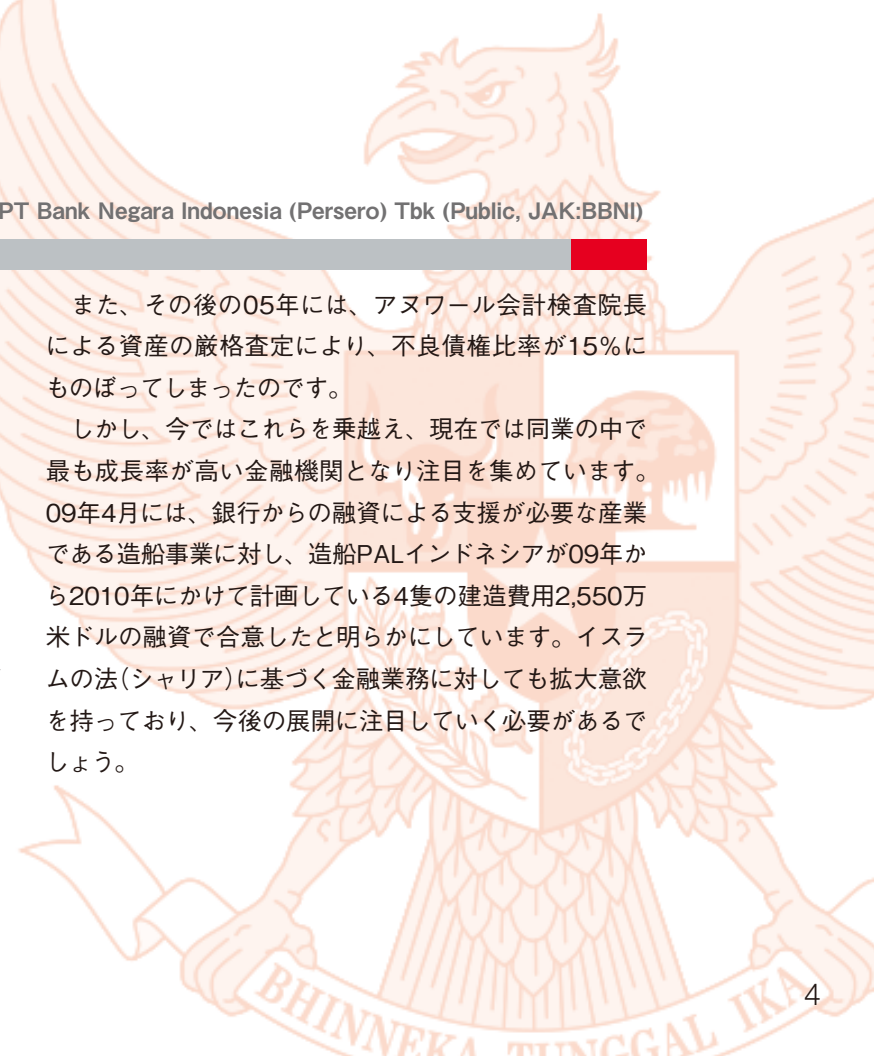 PT Bank Negara Indonesia (Persero) Tbk (Public, JAK:BBNI)
また、その後の05年には、アヌワール会計検査院長
による資産の厳格査定により、不良債権比率が15%に
ものぼってしまったのです。
しかし、今ではこれらを乗越え、現在では同業の中で
最も成長率が高い金融機関となり注目を集めています。
09年4月には、銀行からの融資による支援が必要な産業
である造船事業に対し、造船PALインドネシアが09年か
ら2010年にかけて計画している4隻の建造費用2,550万
米ドルの融資で合意したと明らかにしています。イスラ
ムの法(シャリア)に基づく金融業務に対しても拡大意欲
を持っており、今後の展開に注目していく必要があるで
しょう。
4
BHINNEKA TUNGGAL IKA